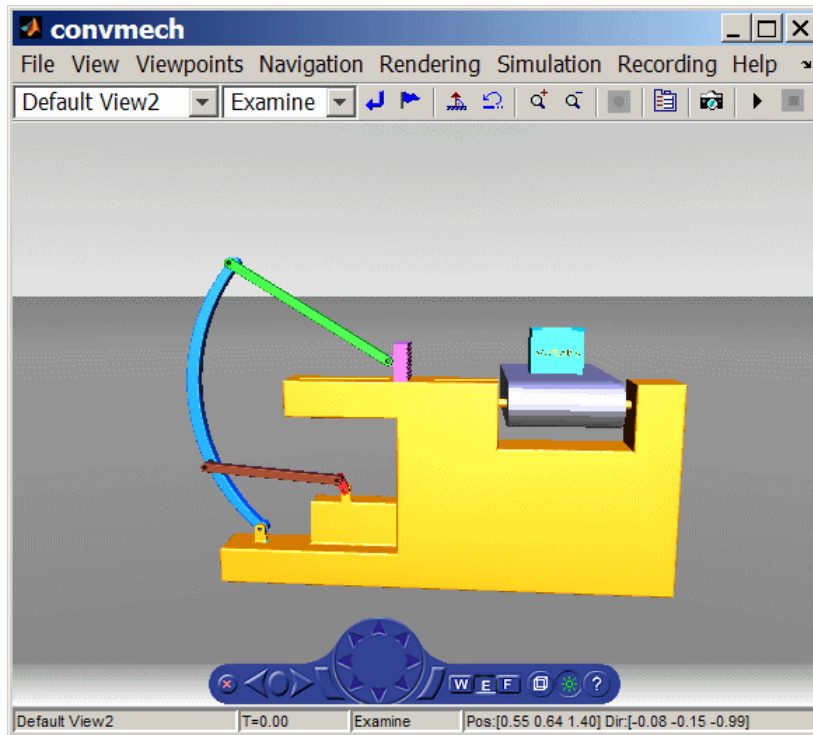 convmech
File View Viewpoints Navigation Rendering Simulation Recording Help
Default View2 Examine
W E F ?
Default View2 T=0.00 Examine Pos:[0.55 0.64 1.40] Dir:[-0.08 -0.15 -0.99]